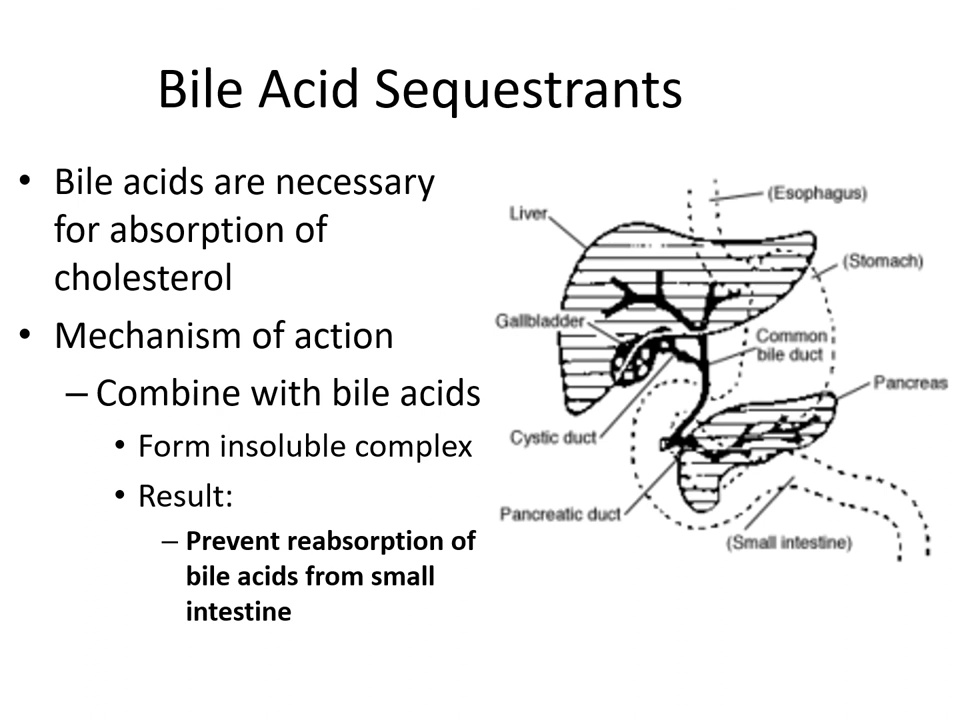 Bile Acid Sequestrants
• Bile acids are necessary
for absorption of
cholesterol
• Mechanism of action
– Combine with bile acids
• Form insoluble complex
• Result:
– Prevent reabsorption of
bile acids from small
intestine
(Esophagus)
Liver
(Stomach)
Gallbladder
Common
bile duct
Pancreas
Cystic duct
Pancreatic duct
(Small intestine)